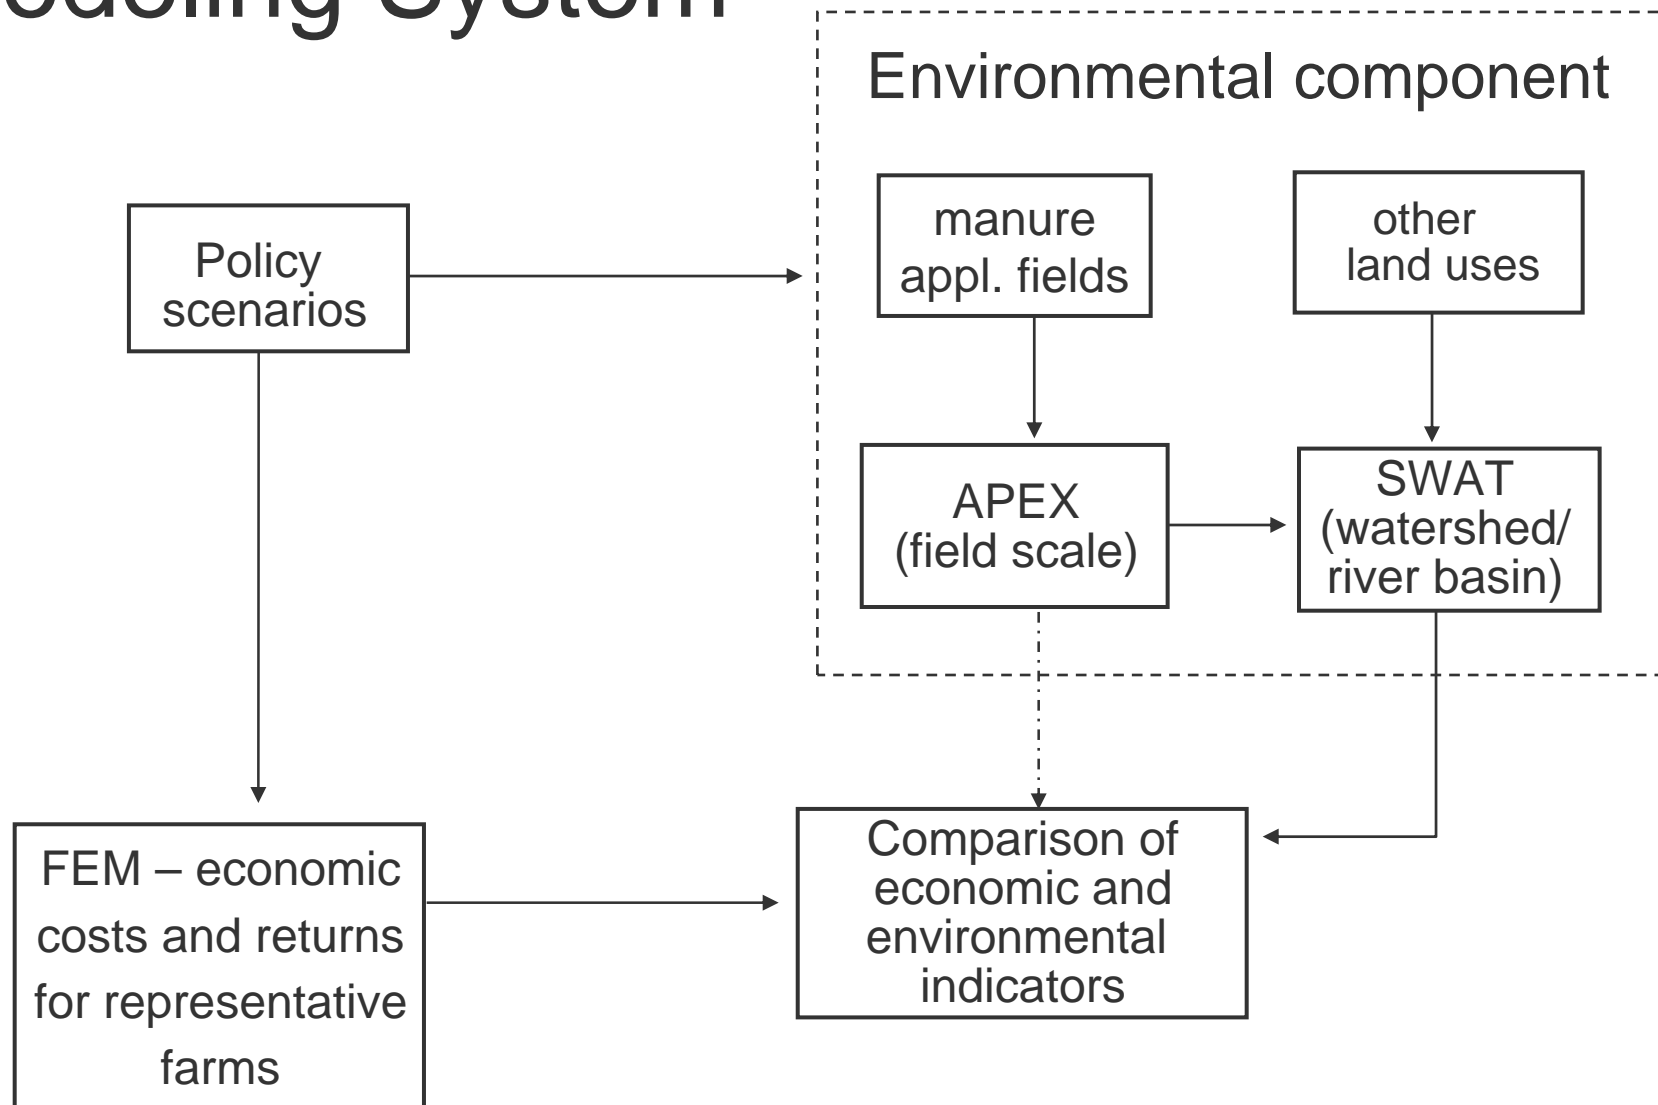 odeling System
Environmental component
manure
appl. fields
other
land uses
Policy
scenarios
APEX
(field scale)
SWAT
(watershed/
river basin)
Comparison of
economic and
environmental
indicators
FEM – economic
costs and returns
for representative
farms